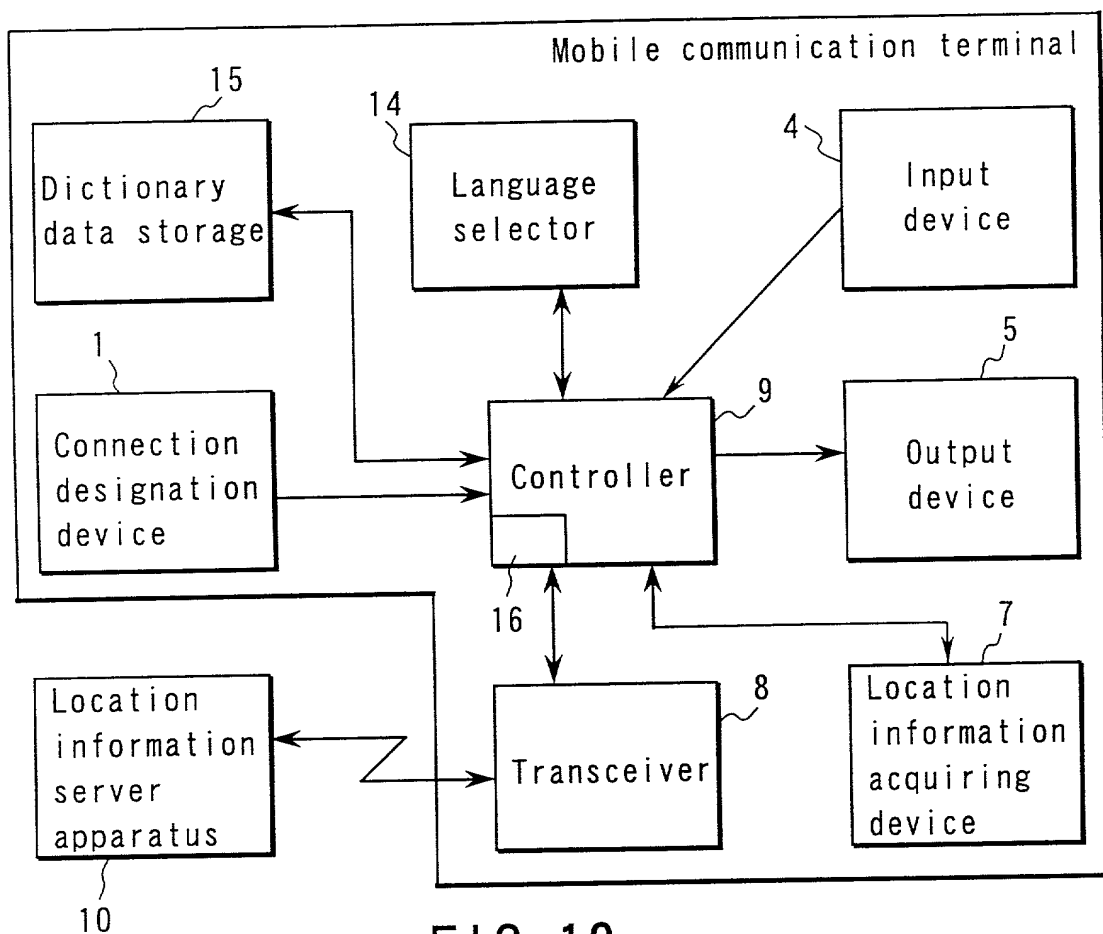 Mobile communication terminal
15
14
4
Dictionary
data storage
Language
selector
Input
device
1
9
5
Connection
designation
device
Controller
Output
device
16
7
8
Location
information
server
apparatus
Transceiver
Location
information
acquiring
device
10